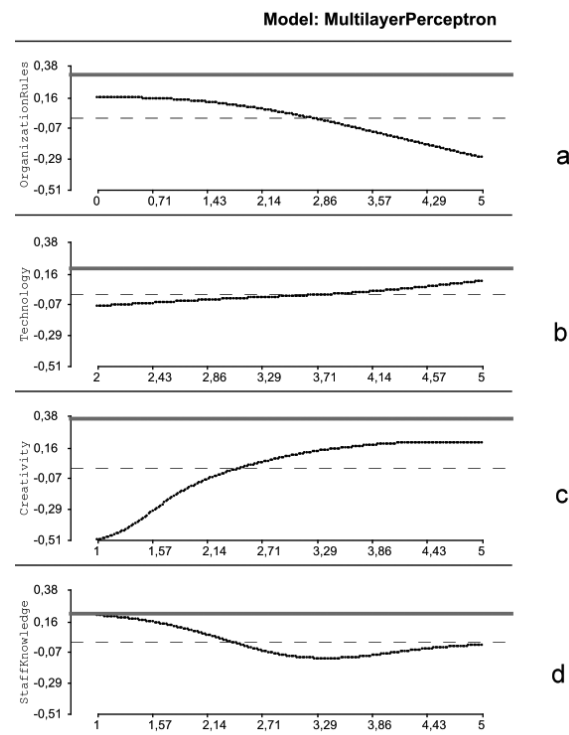 Model: MultilayerPerceptron
OrganizationRules
0,38
0,16
-0,07
-0,29
-0,51
0 0,71 1,43 2,14 2,86 3,57 4,29 5
a
Technology
0,38
0,16
-0,07
-0,29
-0,51
2 2,43 2,86 3,29 3,71 4,14 4,57 5
b
Creativity
0,38
0,16
-0,07
-0,29
-0,51
1 1,57 2,14 2,71 3,29 3,86 4,43 5
c
StaffKnowledge
0,38
0,16
-0,07
-0,29
-0,51
1 1,57 2,14 2,71 3,29 3,86 4,43 5
d